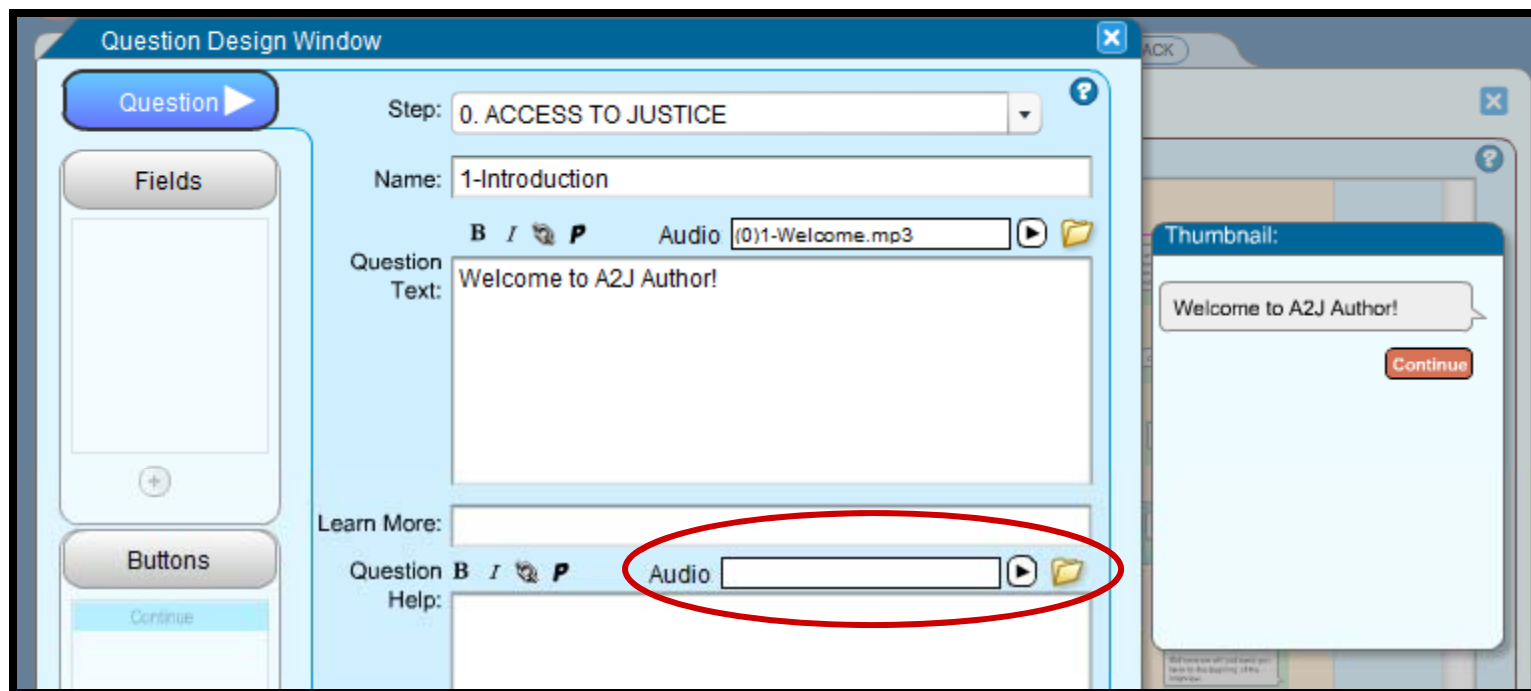 Question Design Window
ACK
Question
Step: 0. ACCESS TO JUSTICE
Fields
Name: 1-Introduction
B I P Audio (0)1-Welcome.mp3
Question Text: Welcome to A2J Author!
Thumbnail:
Welcome to A2J Author!
Continue
Learn More:
Buttons
Question Help: B I P Audio
Continue